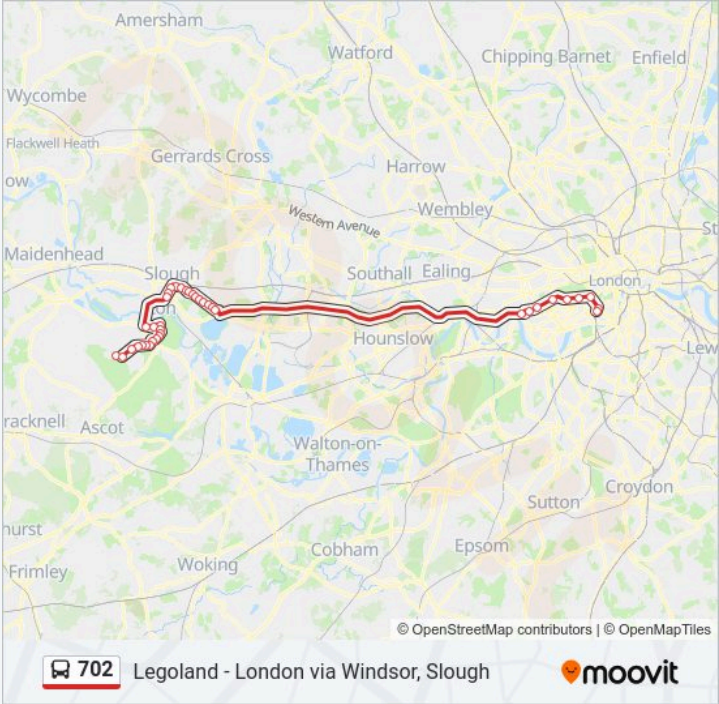 Amersham
Watford
Chipping Barnet
Enfield
Wycombe
Flackwell Heath
Gerrards Cross
Harrow
ow
Wembley
Western Avenue
Maidenhead
Slough
Southall
Ealing
London
Hounslow
Lew
racknell
Ascot
Walton-on-
Thames
Croydon
Sutton
hurst
Cobham
Epsom
Woking
Frimley
© OpenStreetMap contributors | © OpenMapTiles
702 Legoland - London via Windsor, Slough
moovit